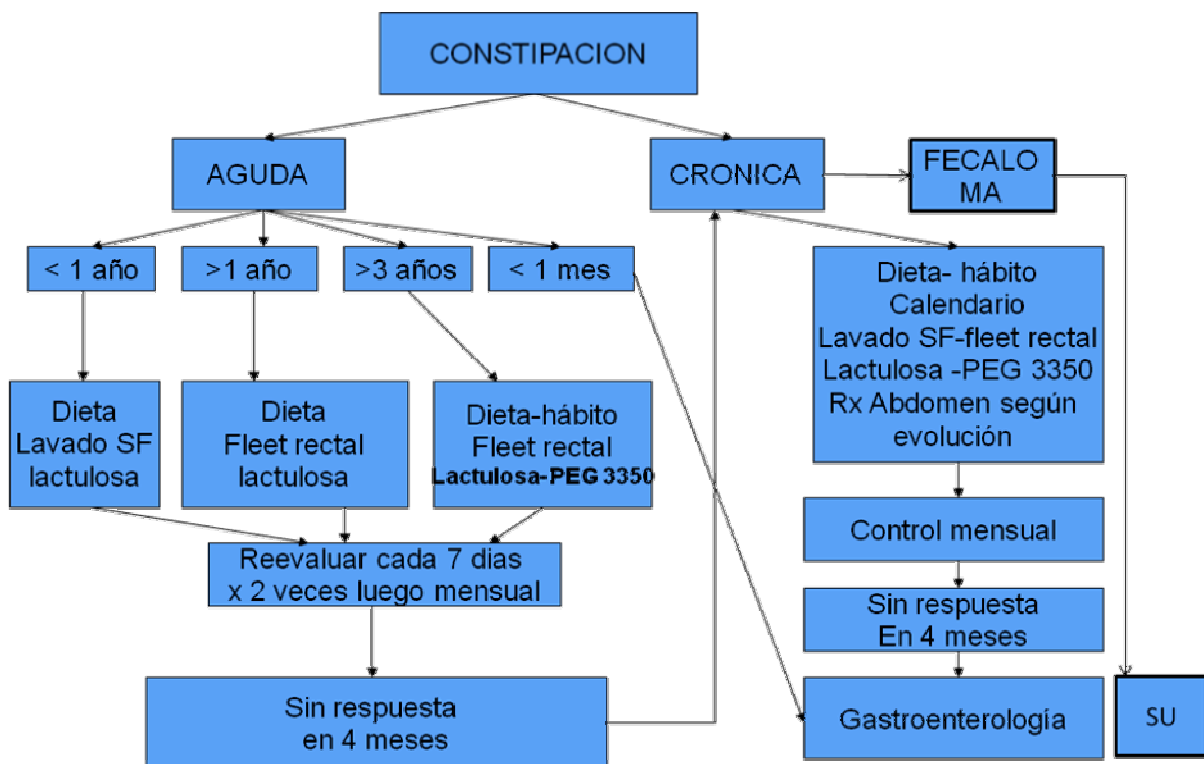 CONSTIPACION
AGUDA
CRONICA
FECALO
MA
< 1 año
>1 año
>3 años
< 1 mes
Dieta- hábito
Calendario
Lavado SF-fleet rectal
Lactulosa -PEG 3350
Rx Abdomen según
evolución
Dieta
Lavado SF
lactulosa
Dieta
Fleet rectal
lactulosa
Dieta-hábito
Fleet rectal
Lactulosa-PEG 3350
Reevaluar cada 7 dias
x 2 veces luego mensual
Control mensual
Sin respuesta
En 4 meses
Sin respuesta
en 4 meses
Gastroenterología
SU